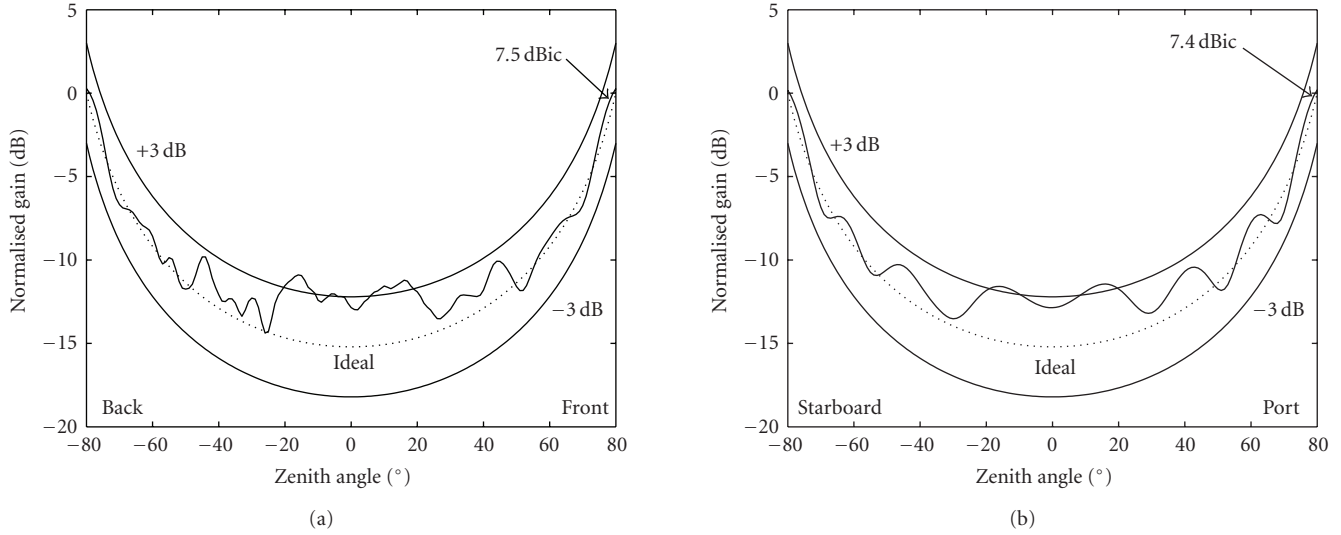 5
0
−5
−10
−15
−20
Normalised gain (dB)
7.5 dBic
+3 dB
−3 dB
Ideal
Back
Front
−80 −60 −40 −20 0 20 40 60 80
Zenith angle (°)
(a)
5
0
−5
−10
−15
−20
Normalised gain (dB)
7.4 dBic
+3 dB
−3 dB
Ideal
Starboard
Port
−80 −60 −40 −20 0 20 40 60 80
Zenith angle (°)
(b)